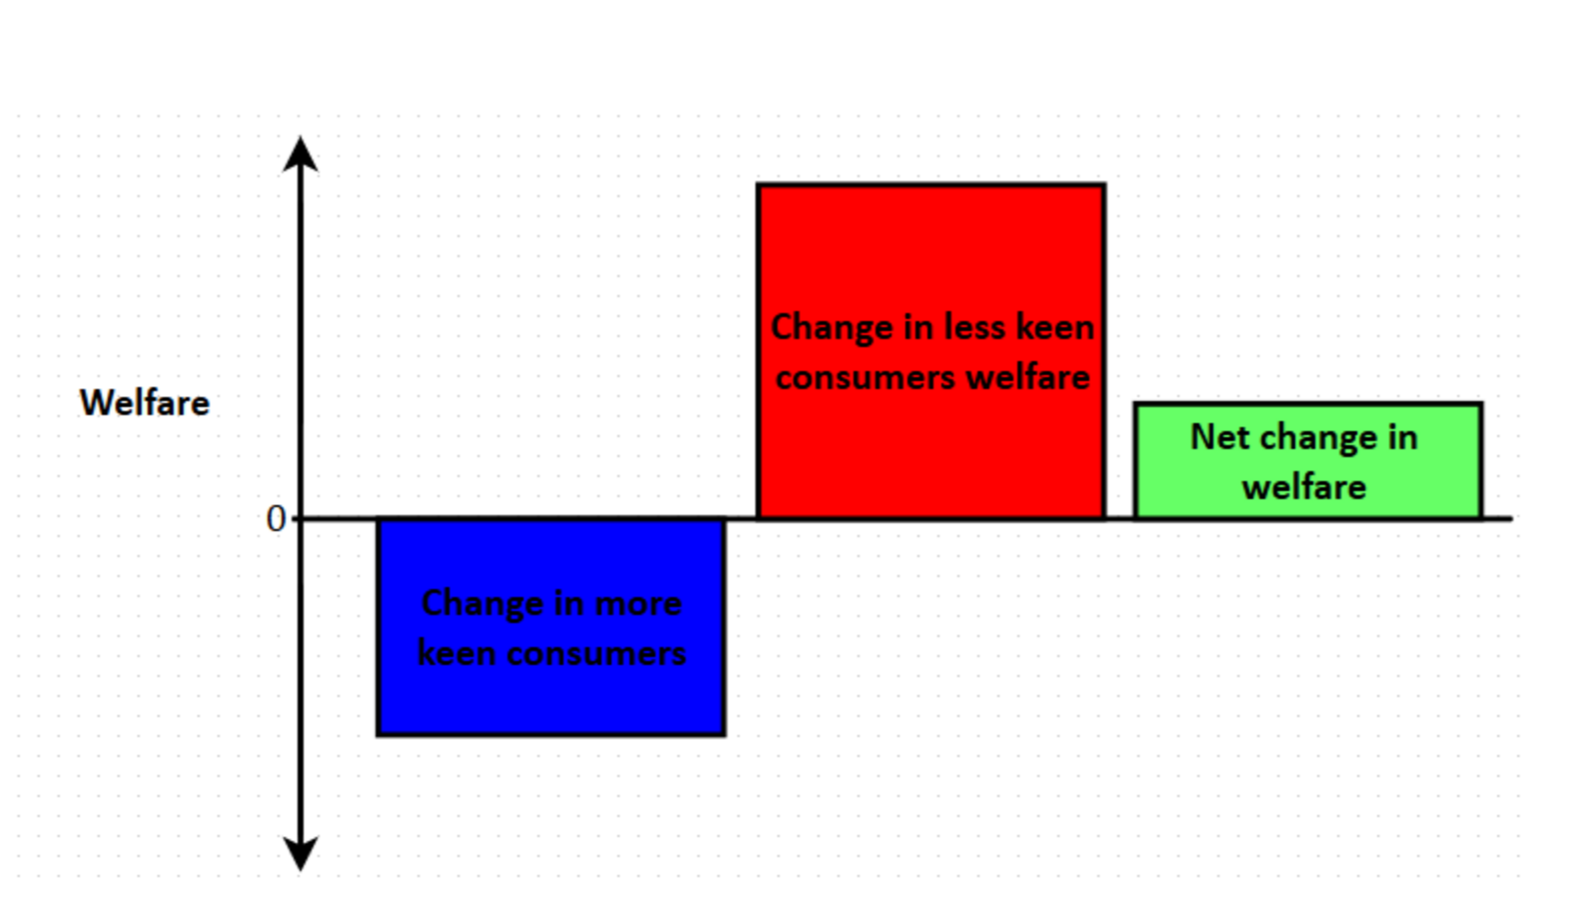 Welfare
0
Change in more
keen consumers
Change in less keen
consumers welfare
Net change in
welfare